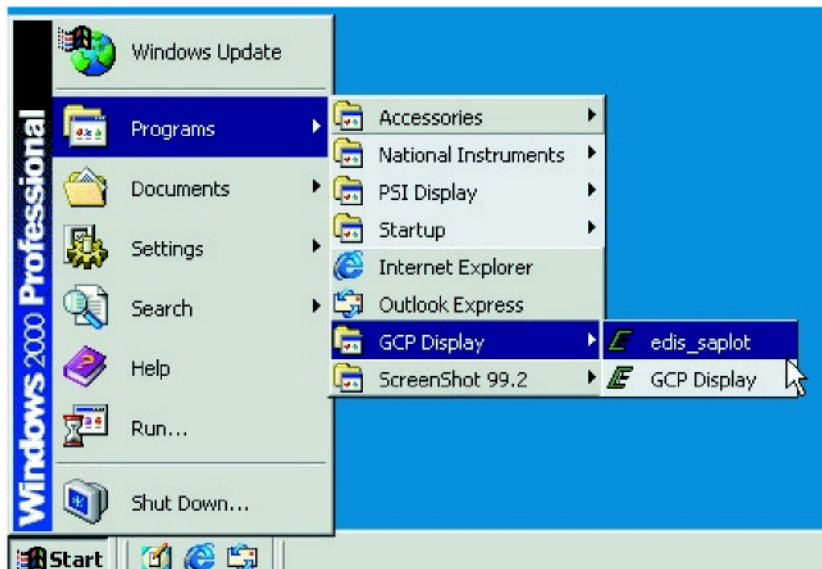 Windows 2000 Professional
Windows Update
Programs
Documents
Settings
Search
Help
Run...
Shut Down...
Accessories
National Instruments
PSI Display
Startup
Internet Explorer
Outlook Express
GCP Display
ScreenShot 99.2
edis_saplot
GCP Display
Start